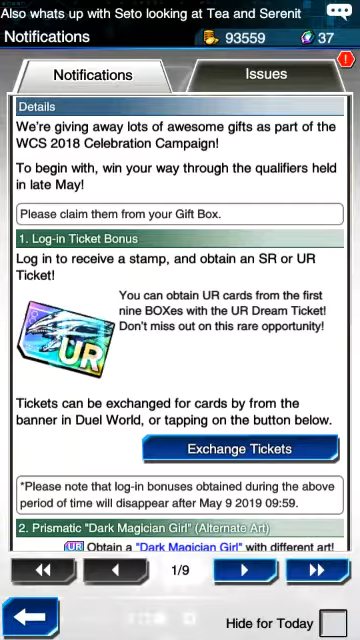 Also whats up with Seto looking at Tea and Serenit
Notifications
93559
37
Notifications
Issues
!
Details
We're giving away lots of awesome gifts as part of the
WCS 2018 Celebration Campaign!
To begin with, win your way through the qualifiers held
in late May!
Please claim them from your Gift Box.
1. Log-in Ticket Bonus
Log in to receive a stamp, and obtain an SR or UR
Ticket!
You can obtain UR cards from the first
nine BOXes with the UR Dream Ticket!
Don't miss out on this rare opportunity!
UR
Tickets can be exchanged for cards by from the
banner in Duel World, or tapping on the button below.
Exchange Tickets
*Please note that log-in bonuses obtained during the above
period of time will disappear after May 9 2019 09:59.
2. Prismatic "Dark Magician Girl" (Alternate Art)
UR Obtain a "Dark Magician Girl" with different art!
1/9
Hide for Today